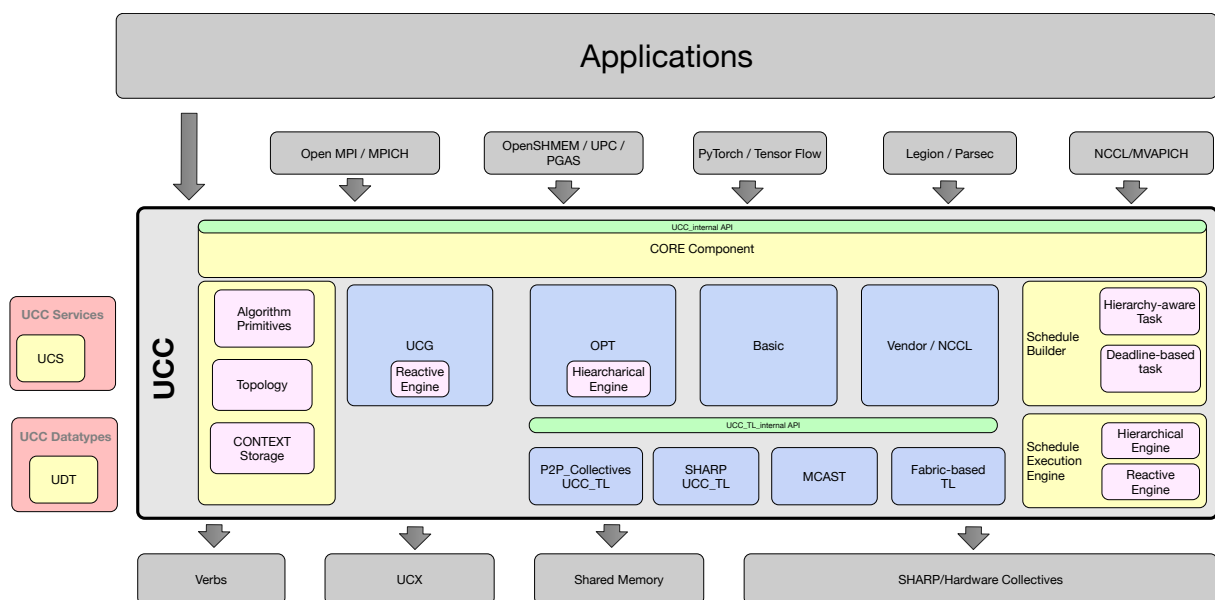 Applications
Open MPI / MPICH
OpenSHMEM / UPC /
PGAS
PyTorch / Tensor Flow
Legion / Parsec
NCCL/MVAPICH
UCC_internal API
CORE Component
UCC Services
UCS
UCC Datatypes
UDT
UCC
Algorithm
Primitives
Topology
CONTEXT
Storage
UCG
Reactive
Engine
OPT
Hiearcharical
Engine
Basic
Vendor / NCCL
Schedule
Builder
Hierarchy-aware
Task
Deadline-based
task
UCC_TL_internal API
P2P_Collectives
UCC_TL
SHARP
UCC_TL
MCAST
Fabric-based
TL
Schedule
Execution
Engine
Hierarchical
Engine
Reactive
Engine
Verbs
UCX
Shared Memory
SHARP/Hardware Collectives